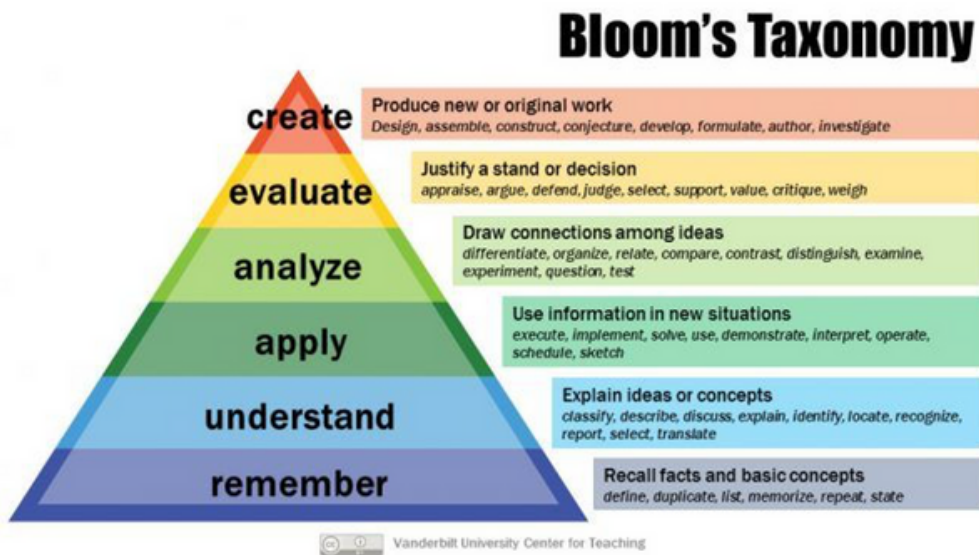 Bloom's Taxonomy
create
Produce new or original work
Design, assemble, construct, conjecture, develop, formulate, author, investigate
evaluate
Justify a stand or decision
appraise, argue, defend, judge, select, support, value, critique, weigh
analyze
Draw connections among ideas
differentiate, organize, relate, compare, contrast, distinguish, examine,
experiment, question, test
apply
Use information in new situations
execute, implement, solve, use, demonstrate, interpret, operate,
schedule, sketch
understand
Explain ideas or concepts
classify, describe, discuss, explain, identify, locate, recognize,
report, select, translate
remember
Recall facts and basic concepts
define, duplicate, list, memorize, repeat, state
cc
Vanderbilt University Center for Teaching